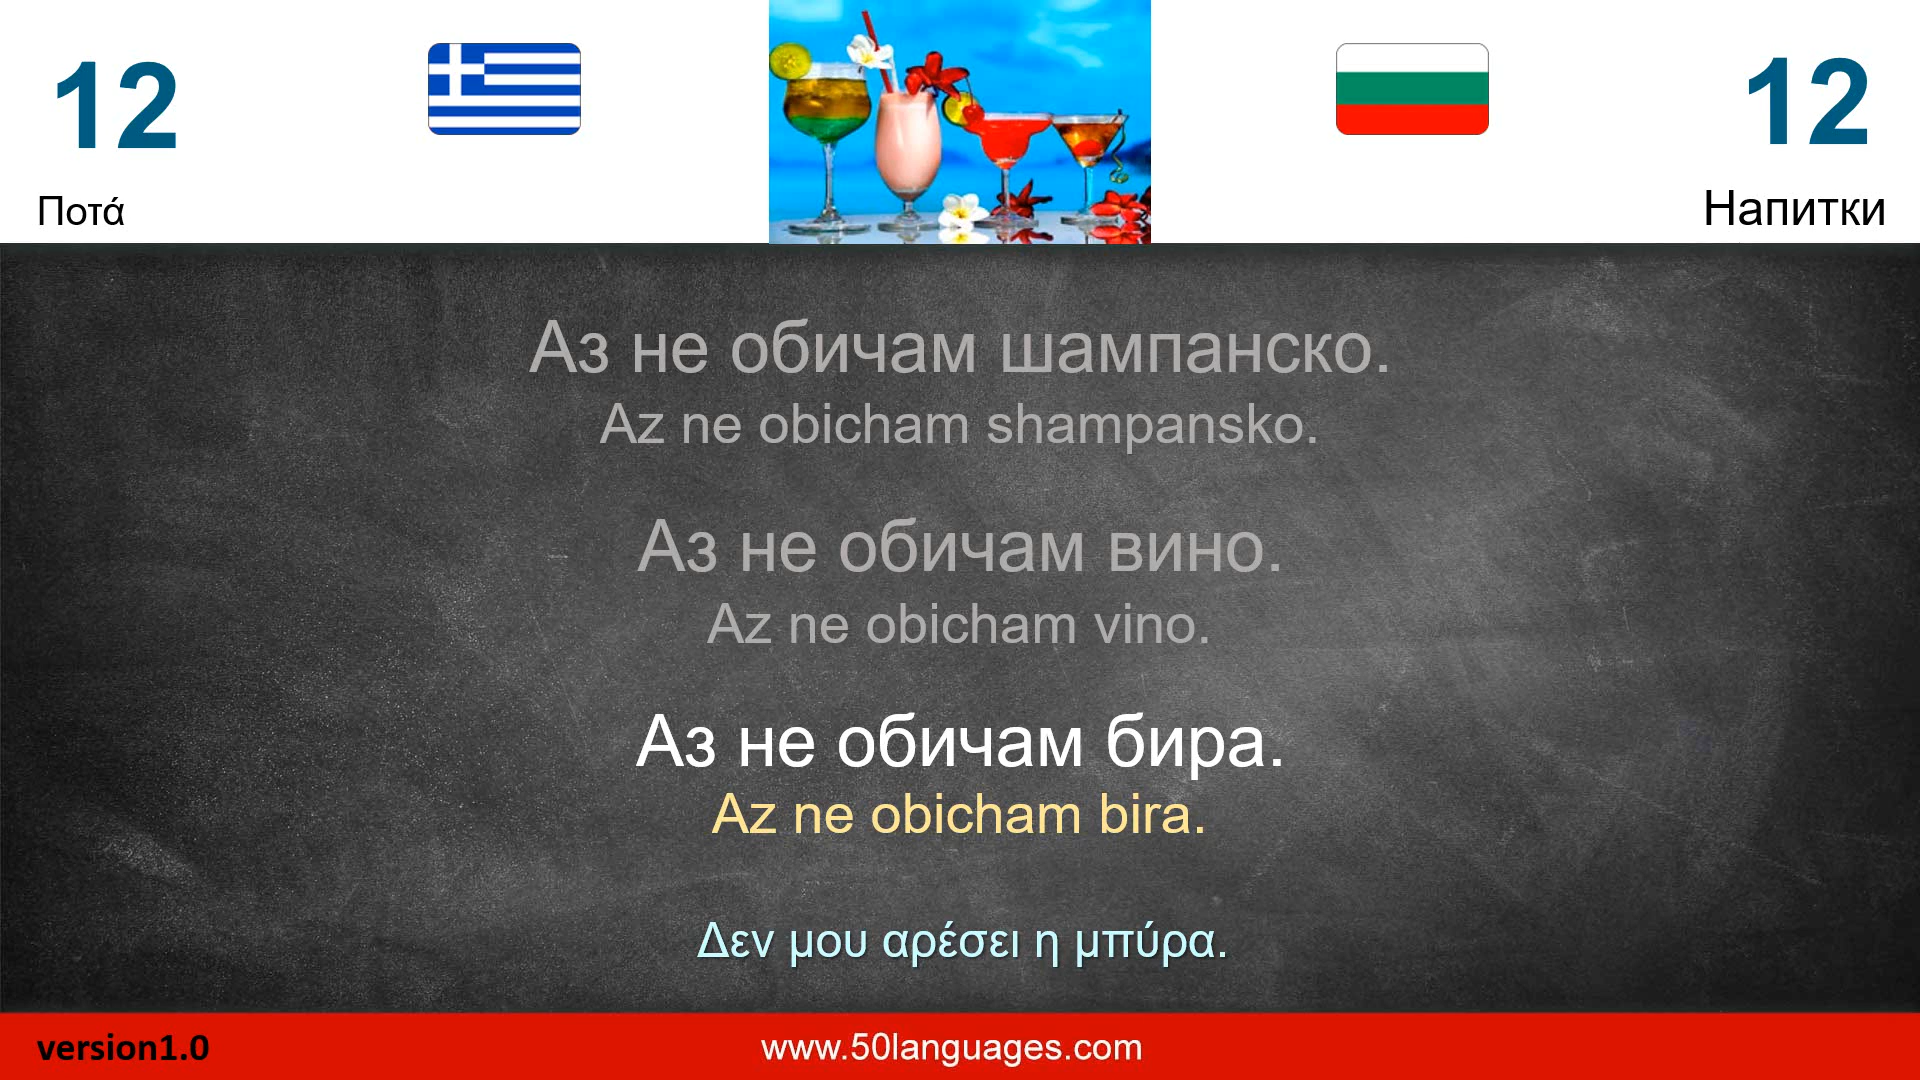 12
12
Ποτά
Напитки
Аз не обичам шампанско.
Az ne obicham shampansko.
Аз не обичам вино.
Az ne obicham vino.
Аз не обичам бира.
Az ne obicham bira.
Δεν μου αρέσει η μπύρα.
version1.0
www.50languages.com